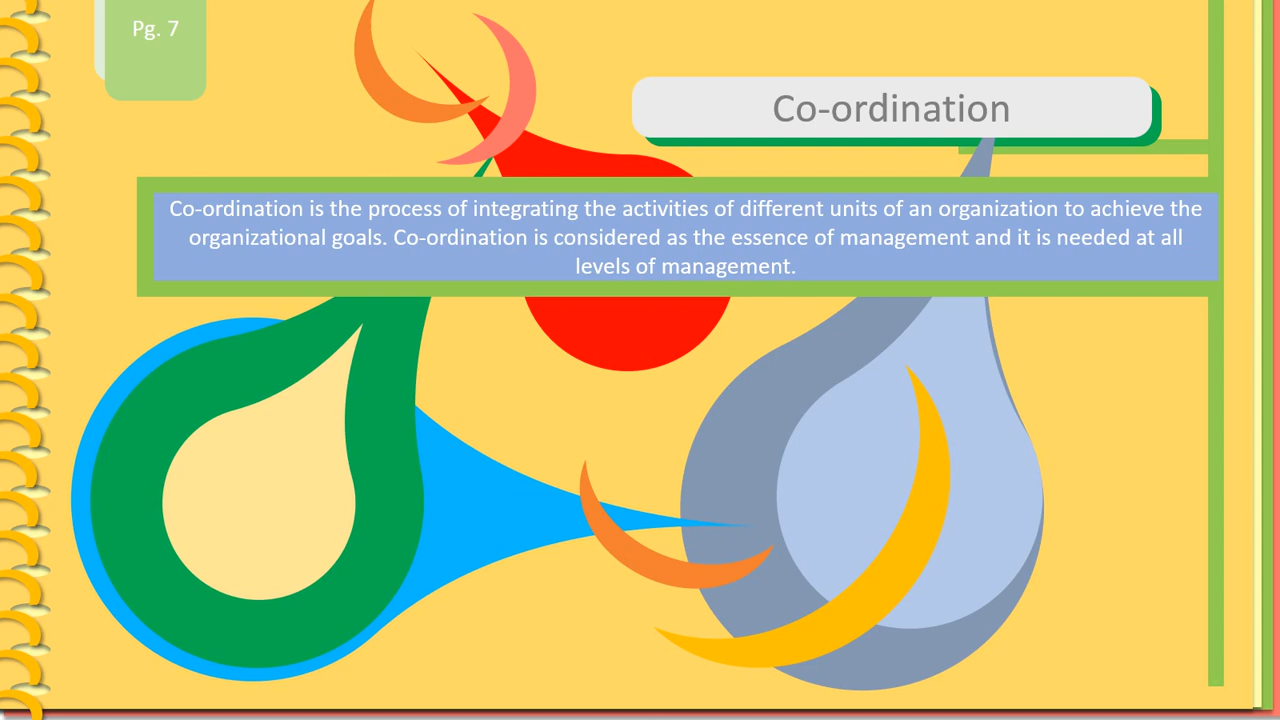 Pg. 7
Co-ordination
Co-ordination is the process of integrating the activities of different units of an organization to achieve the
organizational goals. Co-ordination is considered as the essence of management and it is needed at all
levels of management.